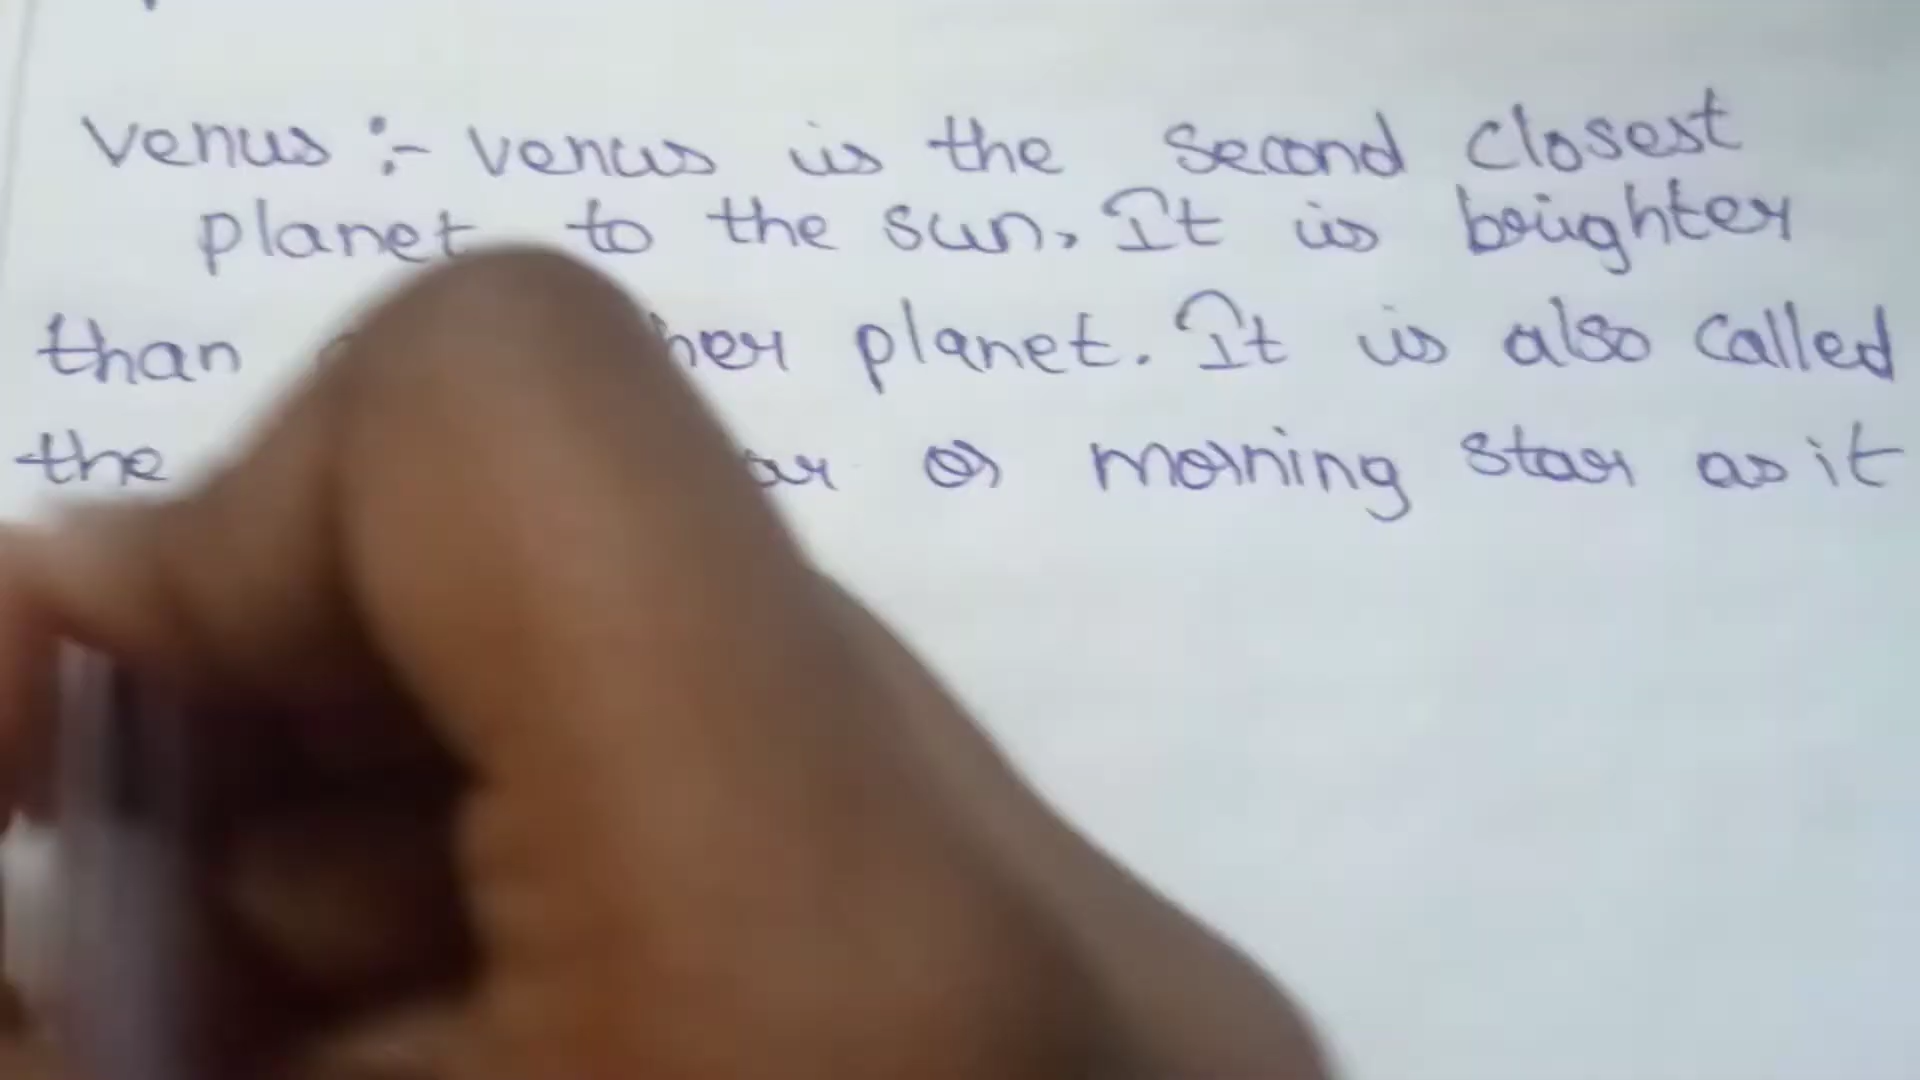 Venus :- Venus is the second closest
planet to the sun. It is brighter
than planet. It is also called
the or morning star as it